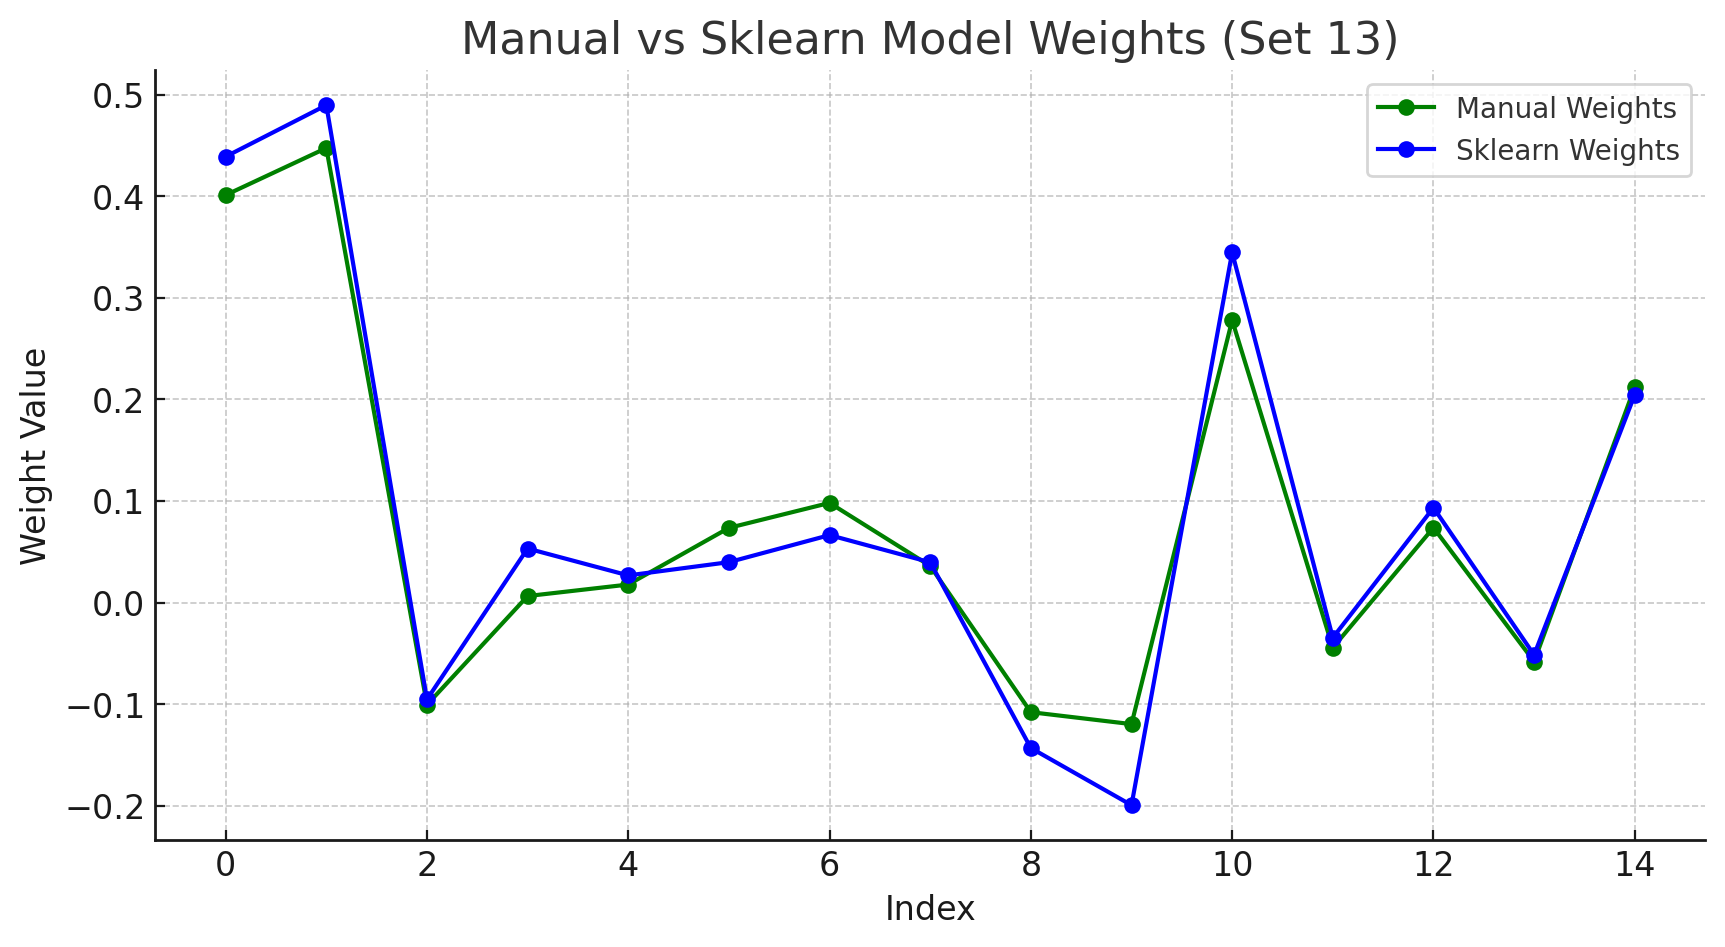 Manual vs Sklearn Model Weights (Set 13)
Manual Weights
Sklearn Weights
Weight Value
0.5
0.4
0.3
0.2
0.1
0.0
−0.1
−0.2
0 2 4 6 8 10 12 14
Index